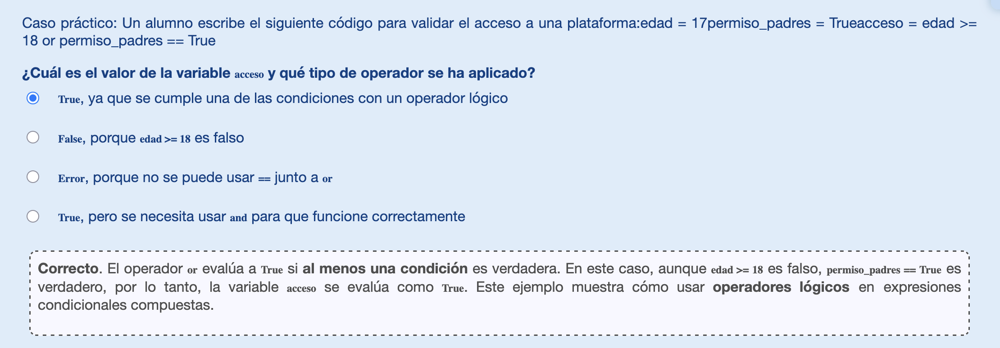 Caso práctico: Un alumno escribe el siguiente código para validar el acceso a una plataforma:edad = 17permiso_padres = Trueacceso = edad >=
18 or permiso_padres == True
¿Cuál es el valor de la variable acceso y qué tipo de operador se ha aplicado?
True, ya que se cumple una de las condiciones con un operador lógico
False, porque edad >= 18 es falso
Error, porque no se puede usar == junto a or
True, pero se necesita usar and para que funcione correctamente
Correcto. El operador or evalúa a True si al menos una condición es verdadera. En este caso, aunque edad >= 18 es falso, permiso_padres == True es
verdadero, por lo tanto, la variable acceso se evalúa como True. Este ejemplo muestra cómo usar operadores lógicos en expresiones
condicionales compuestas.